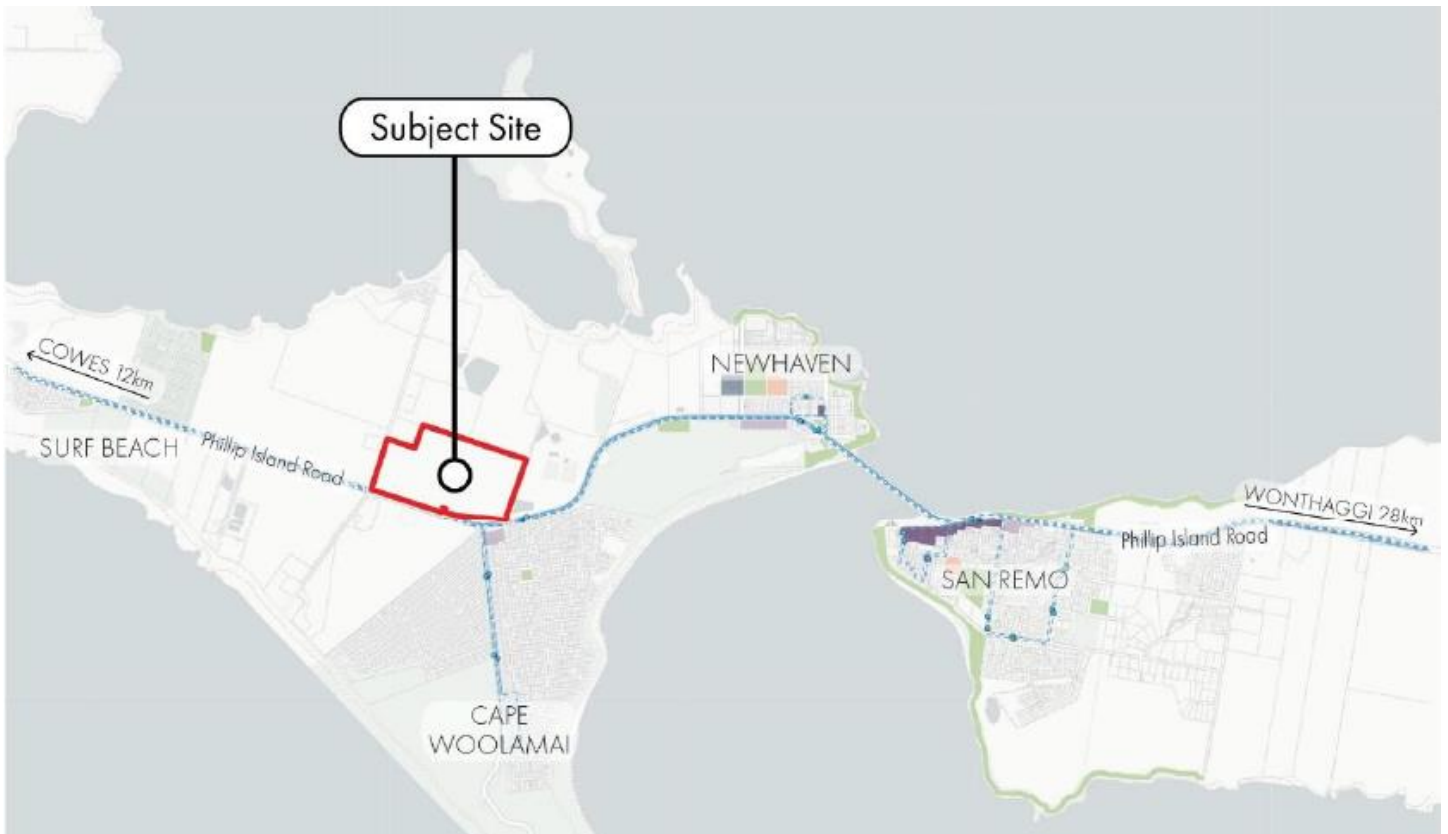 Subject Site
COWES 12km
NEWHAVEN
SURF BEACH
Phillip Island Road
WONTHAGGI 28km
Phillip Island Road
SAN REMO
CAPE
WOOLAMAI